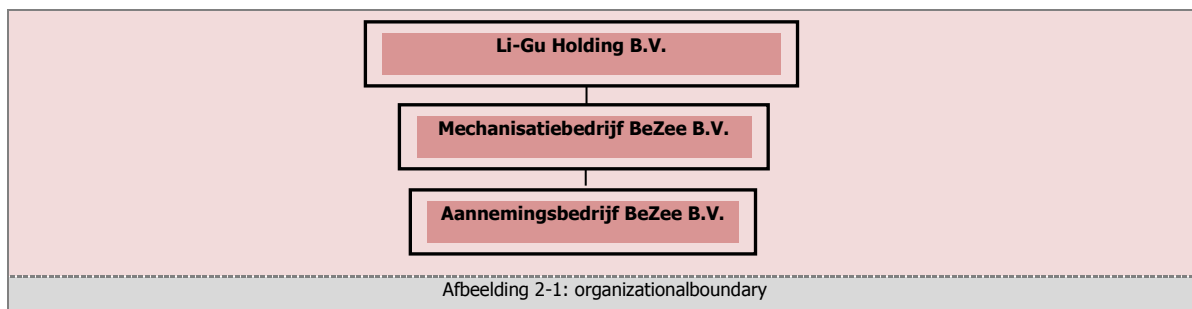 Li-Gu Holding B.V.
Mechanisatiebedrijf BeZee B.V.
Aannemingsbedrijf BeZee B.V.
Afbeelding 2-1: organizationalboundary